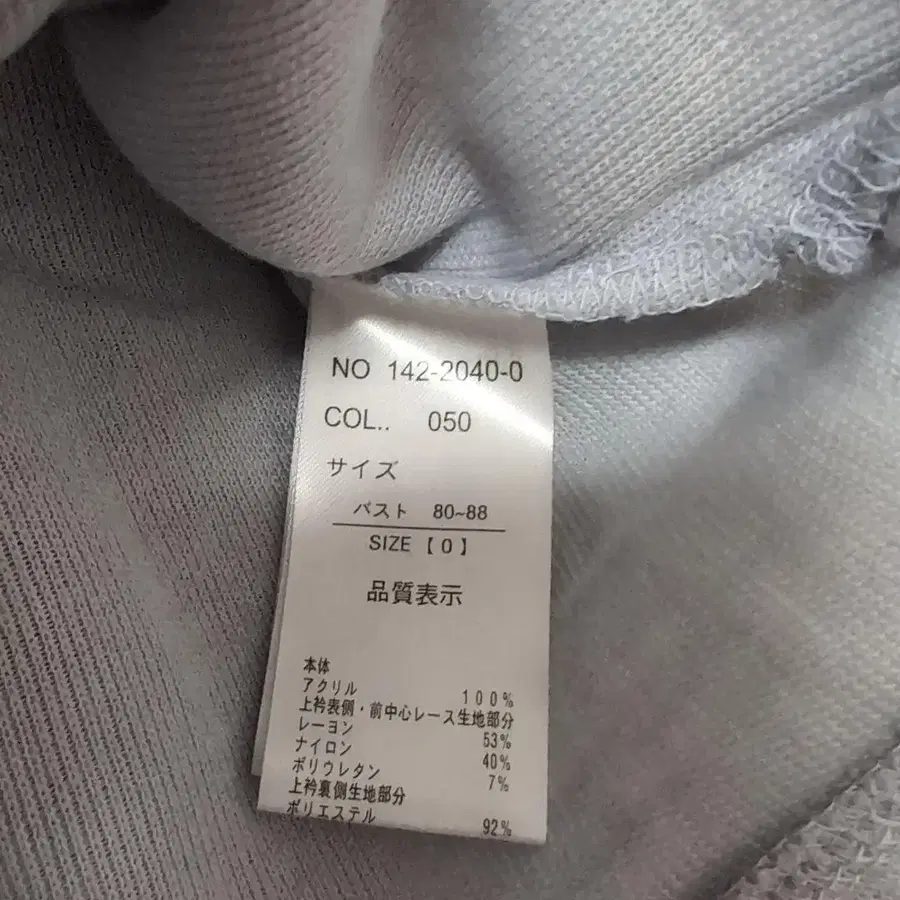 NO 142-2040-0
COL.. 050
サイズ
バスト 80~88
SIZE【0】
品質表示
本体
アクリル 100%
上衿表側・前中心レース生地部分
レーヨン 53%
ナイロン 40%
ポリウレタン 7%
上衿裏側生地部分
ポリエステル 92%